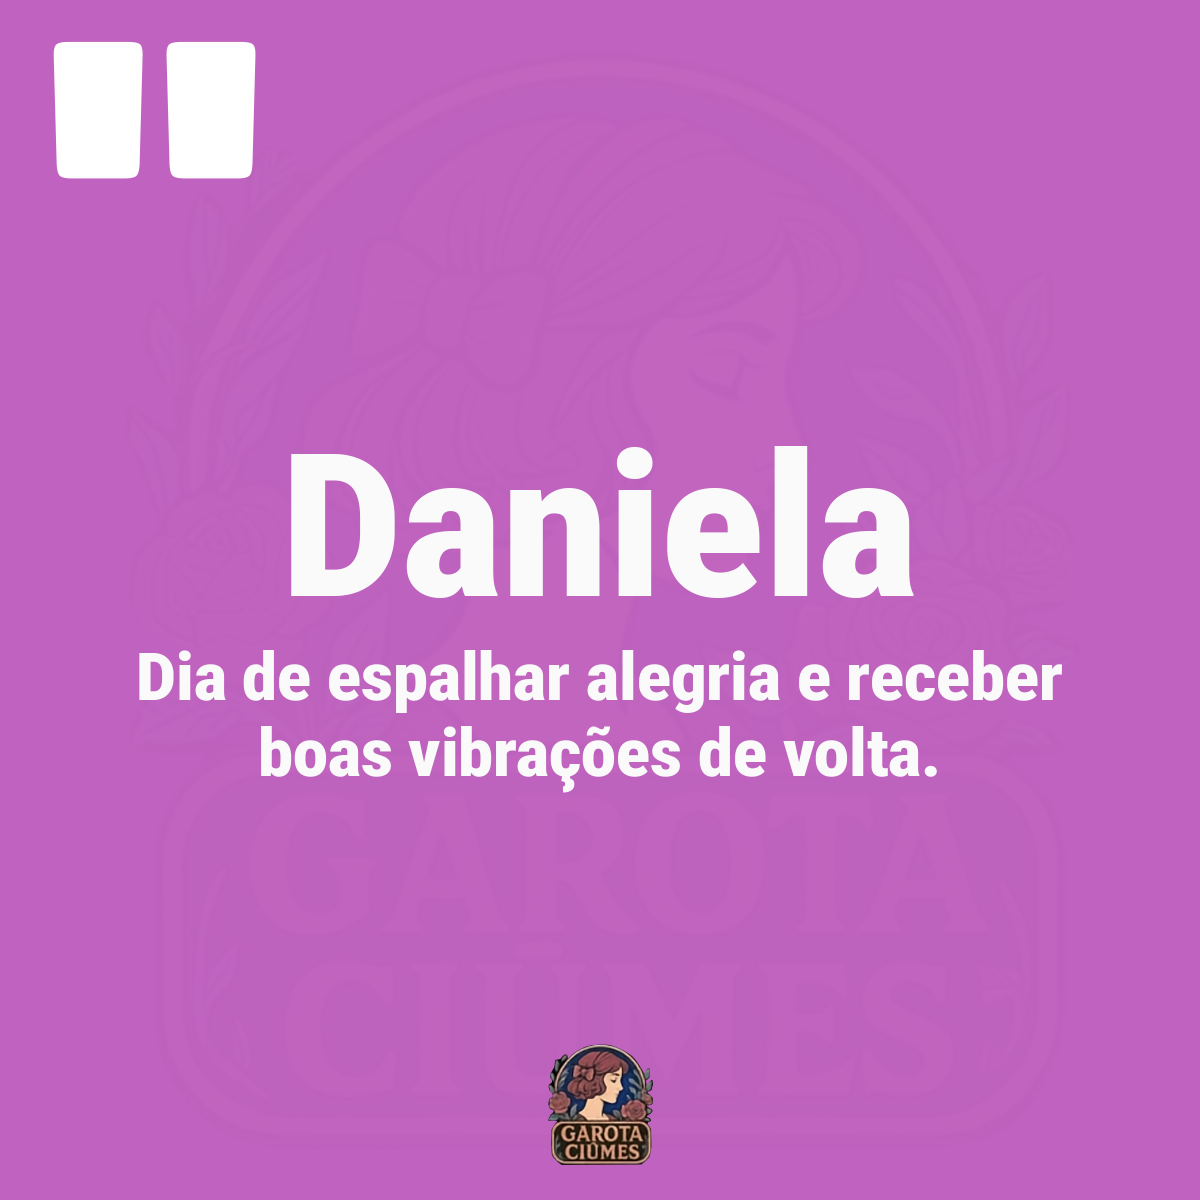 Daniela
Dia de espalhar alegria e receber
boas vibrações de volta.
GAROTA
CIÚMES
GAROTA
CIÚMES